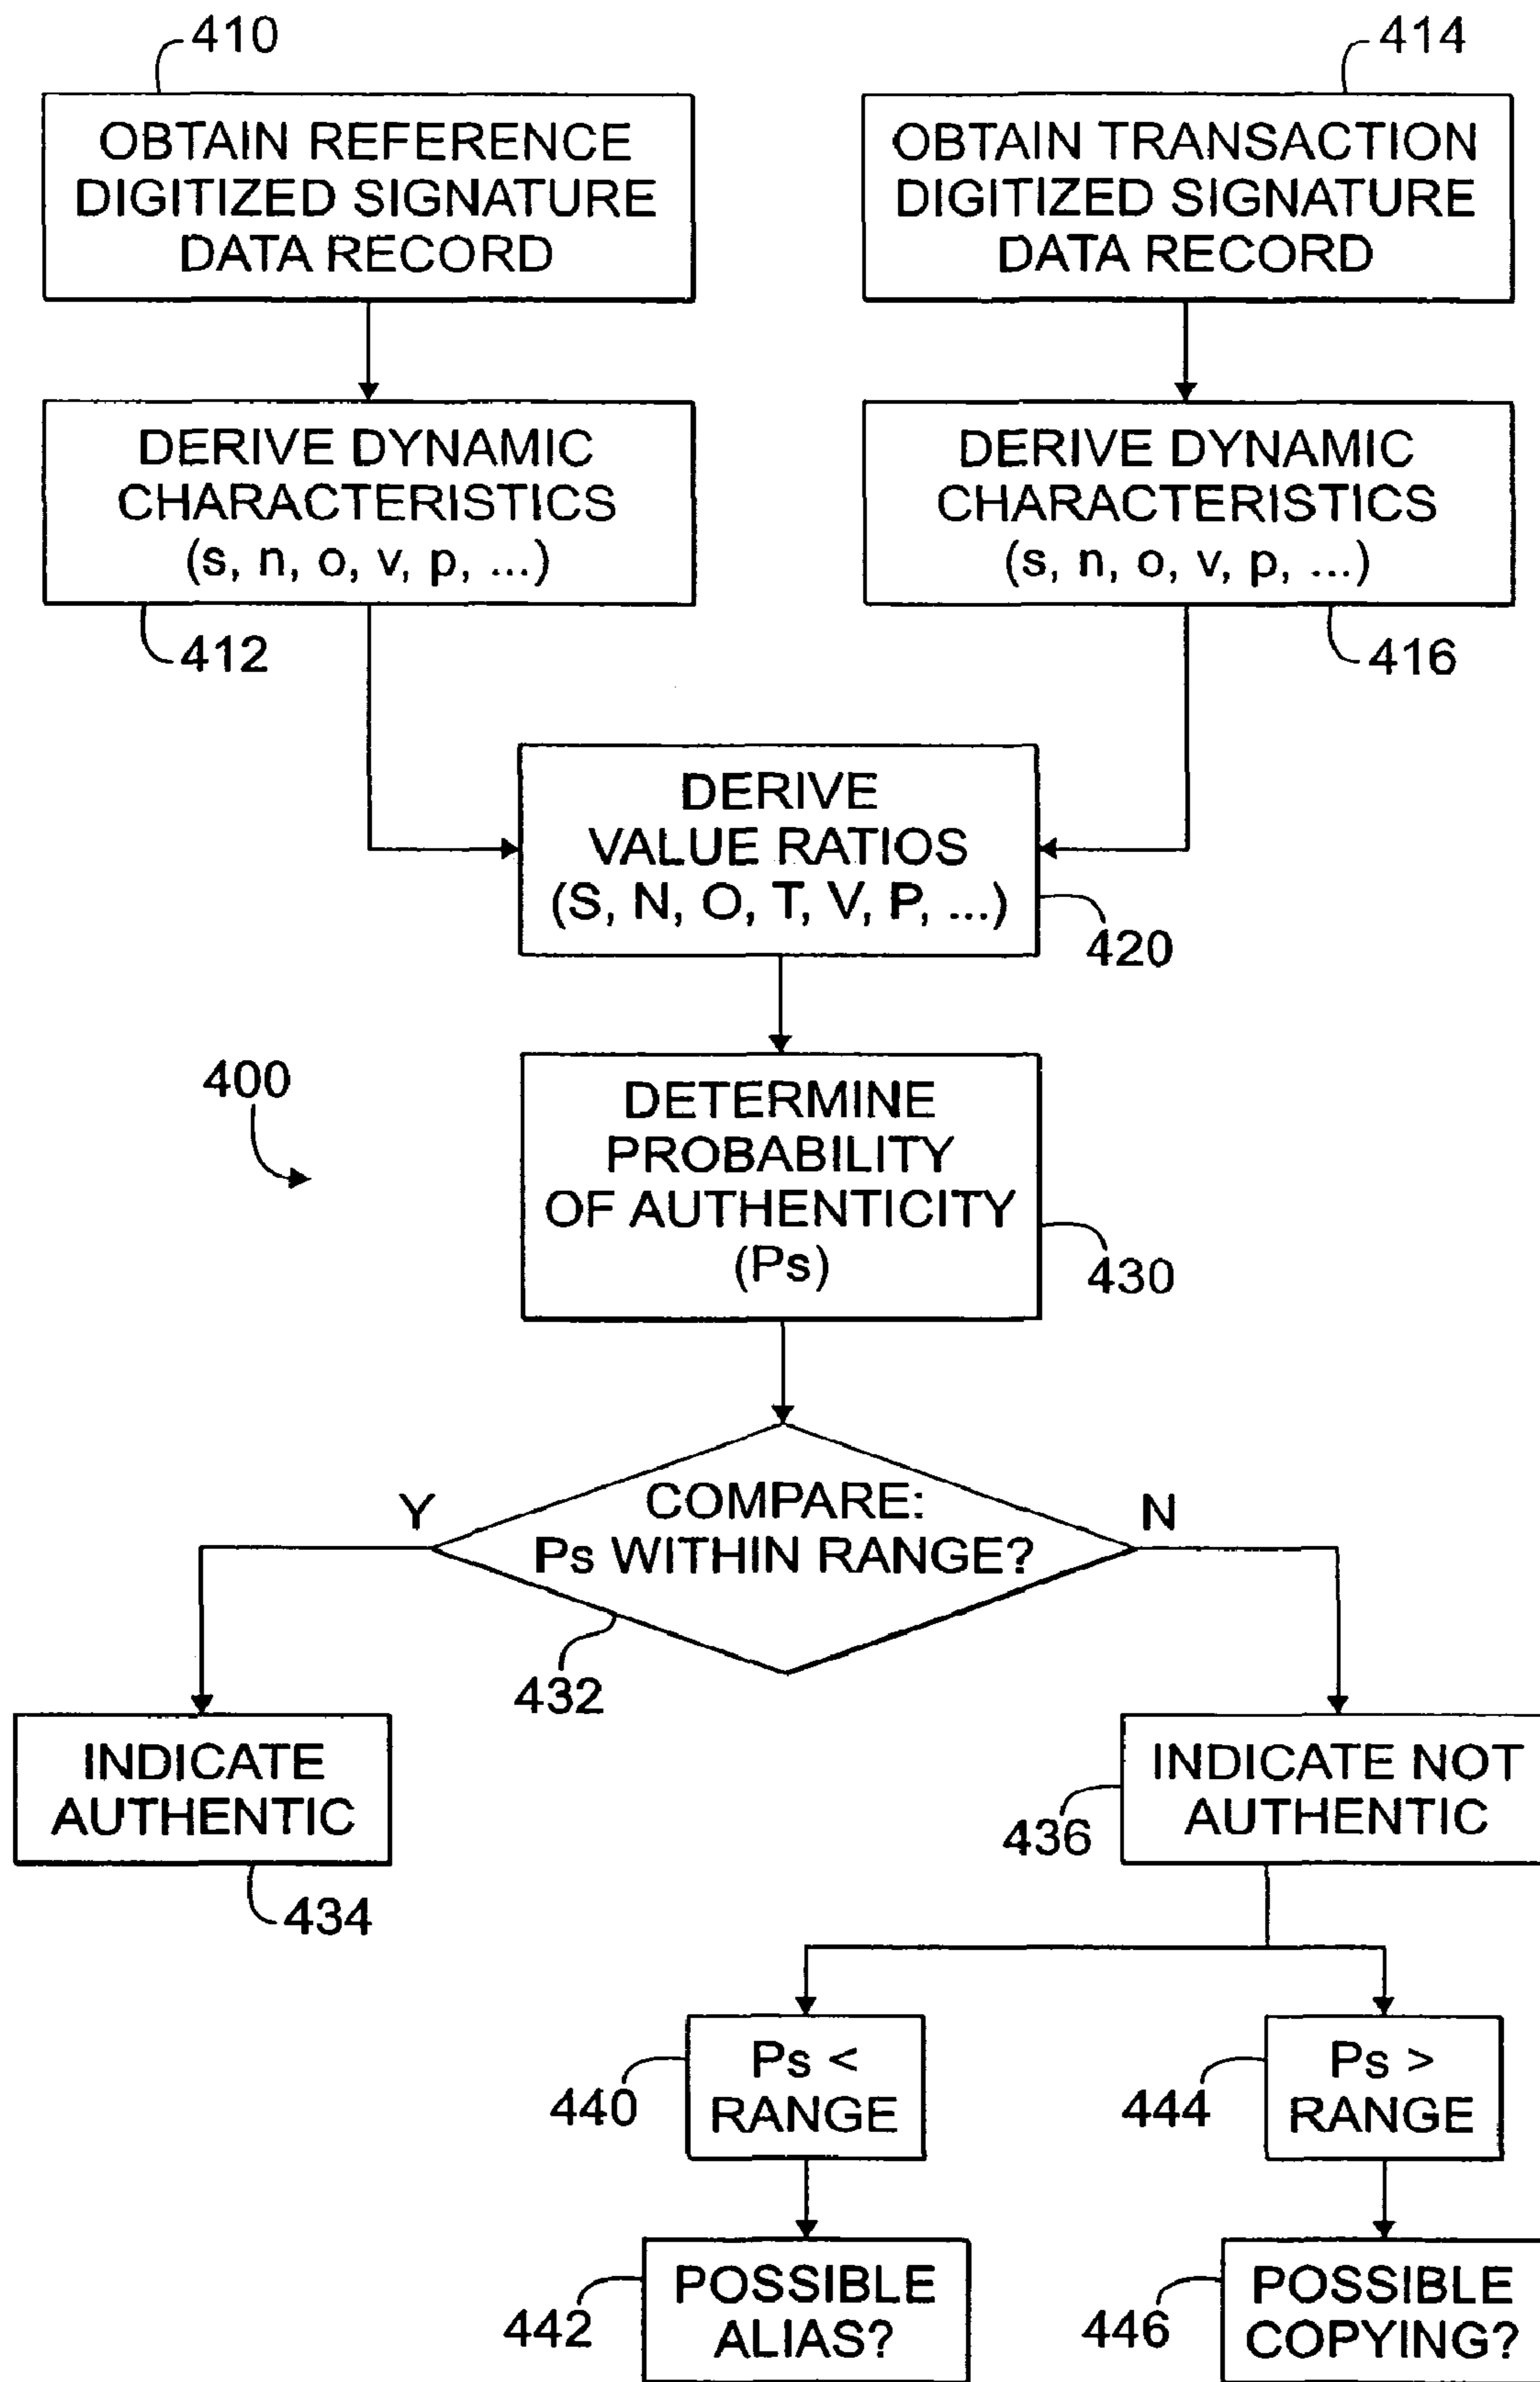 410
OBTAIN REFERENCE
DIGITIZED SIGNATURE
DATA RECORD
414
OBTAIN TRANSACTION
DIGITIZED SIGNATURE
DATA RECORD
DERIVE DYNAMIC
CHARACTERISTICS
(s, n, o, v, p, ...)
412
DERIVE DYNAMIC
CHARACTERISTICS
(s, n, o, v, p, ...)
416
DERIVE
VALUE RATIOS
(S, N, O, T, V, P, ...)
420
400
DETERMINE
PROBABILITY
OF AUTHENTICITY
(Ps)
430
Y
COMPARE:
Ps WITHIN RANGE?
N
432
INDICATE
AUTHENTIC
434
INDICATE NOT
AUTHENTIC
436
Ps <
RANGE
440
Ps >
RANGE
444
POSSIBLE
ALIAS?
442
POSSIBLE
COPYING?
446